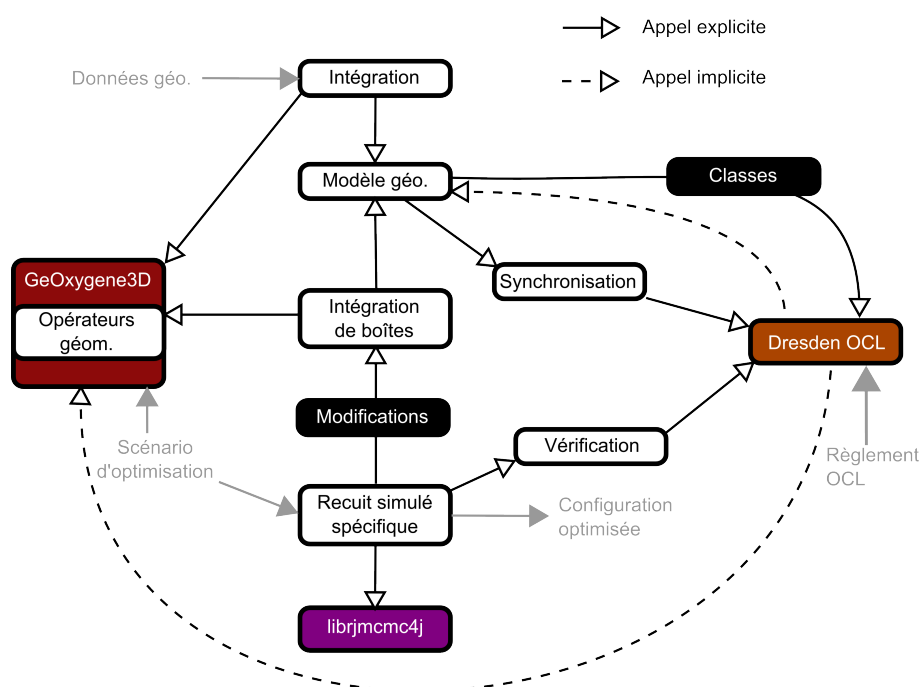 Appel explicite
Appel implicite
Données géo.
Intégration
Modèle géo.
Classes
GeOxygene3D
Opérateurs
géom.
Intégration
de boîtes
Synchronisation
Dresden OCL
Modifications
Vérification
Scénario
d'optimisation
Règlement
OCL
Recuit simulé
spécifique
Configuration
optimisée
librjmcmc4j